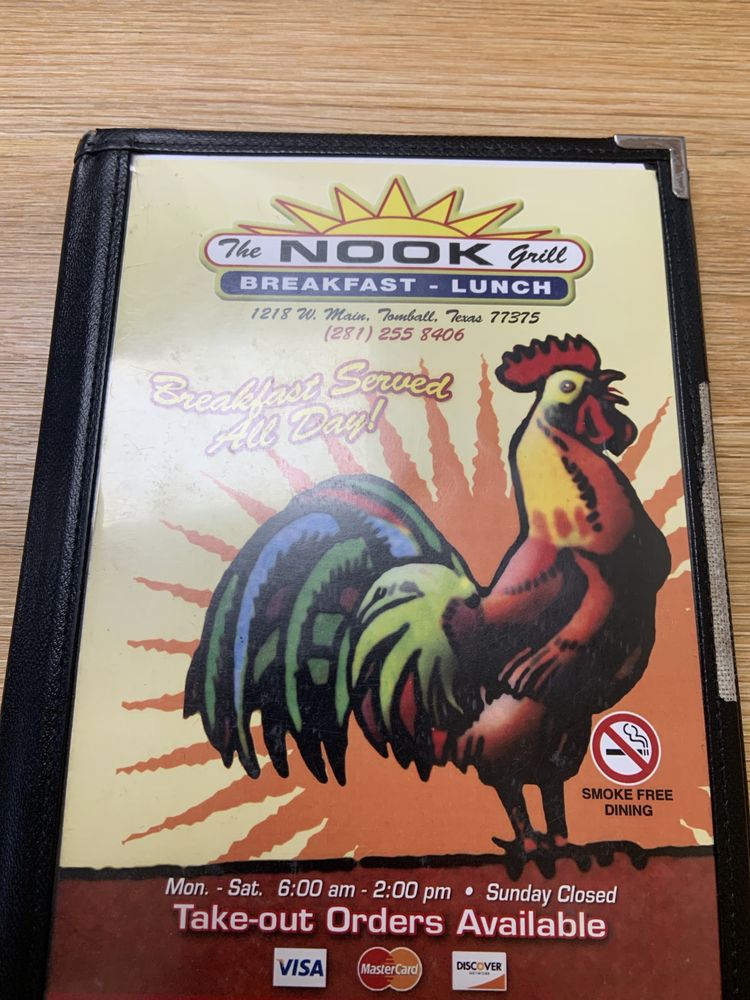 The NOOK Grill
BREAKFAST - LUNCH
1218 W. Main, Tomball, Texas 77375
(281) 255 8406
Breakfast Served
All Day!
SMOKE FREE
DINING
Mon. - Sat. 6:00 am - 2:00 pm • Sunday Closed
Take-out Orders Available
VISA MasterCard DISCOVER
NETWORK